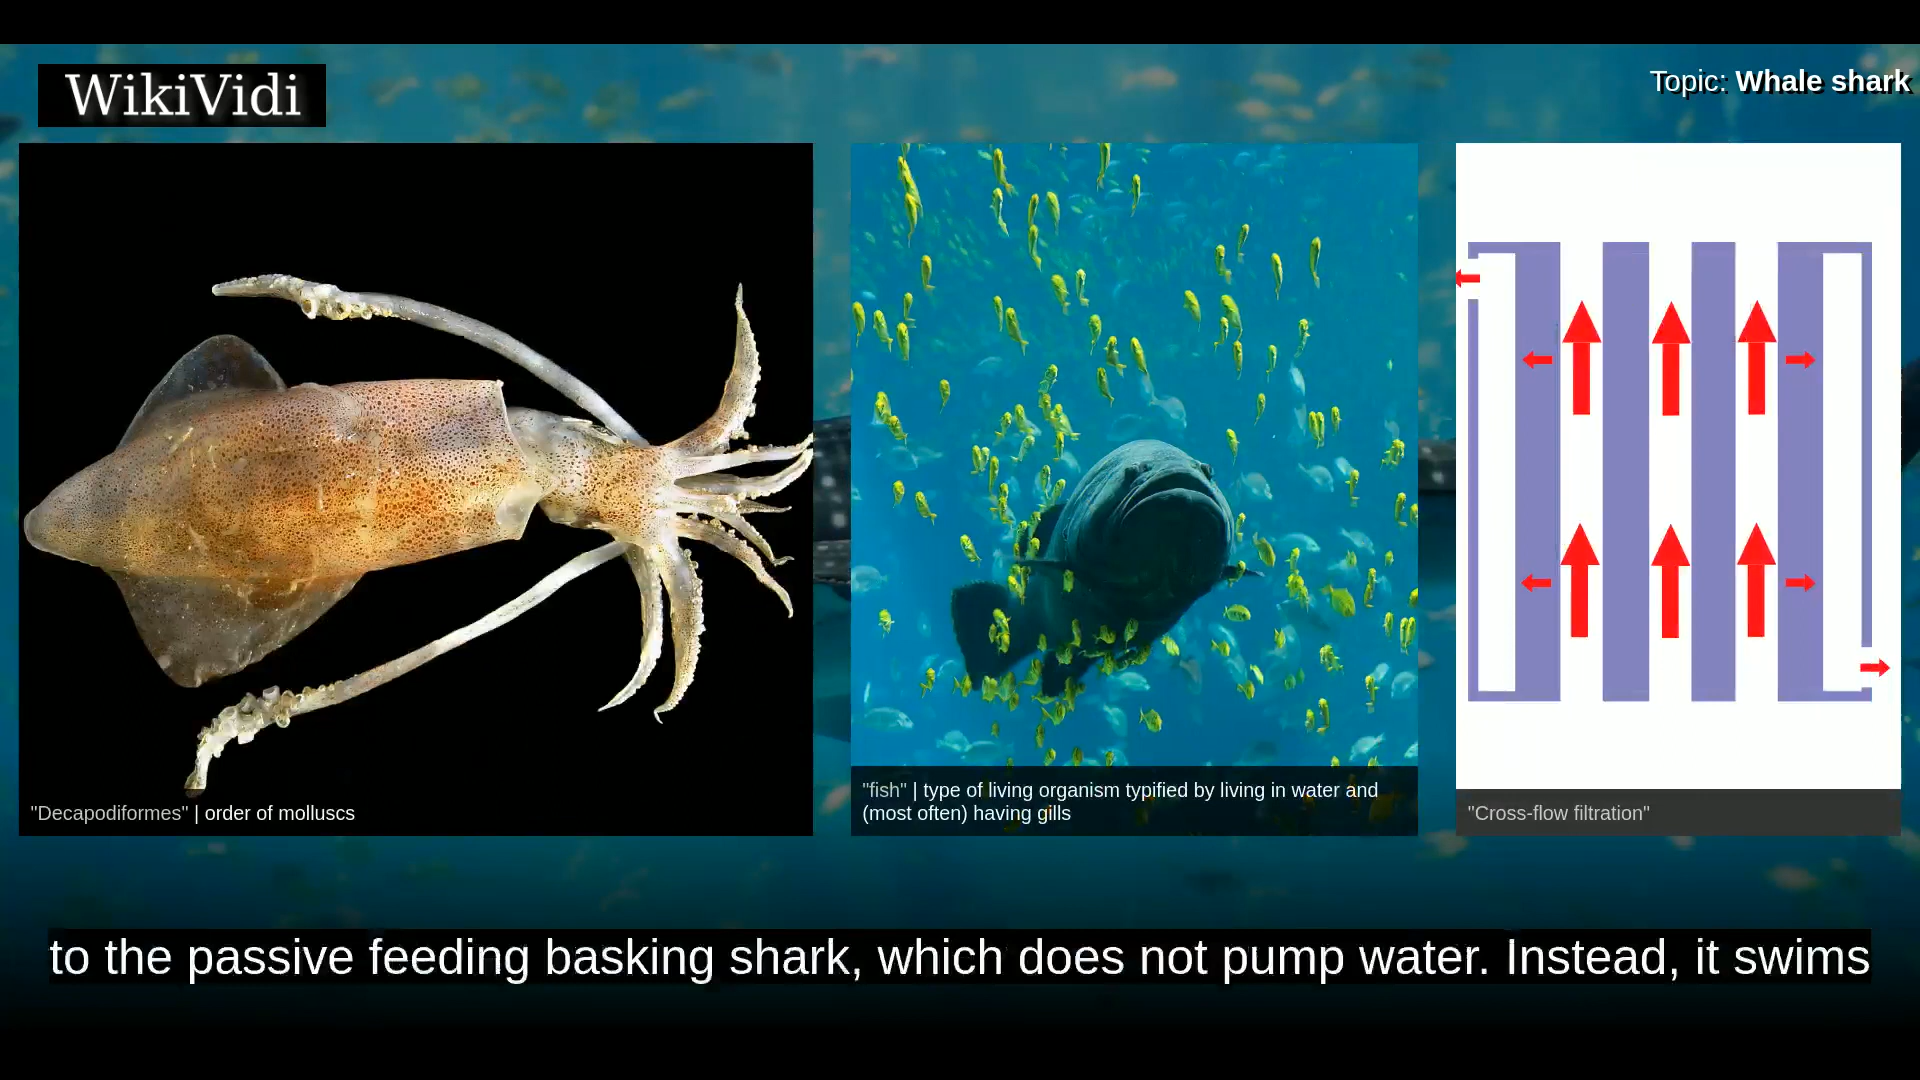 WikiVidi
Topic: Whale shark
"Decapodiformes" | order of molluscs
"fish" | type of living organism typified by living in water and
(most often) having gills
"Cross-flow filtration"
to the passive feeding basking shark, which does not pump water. Instead, it swims